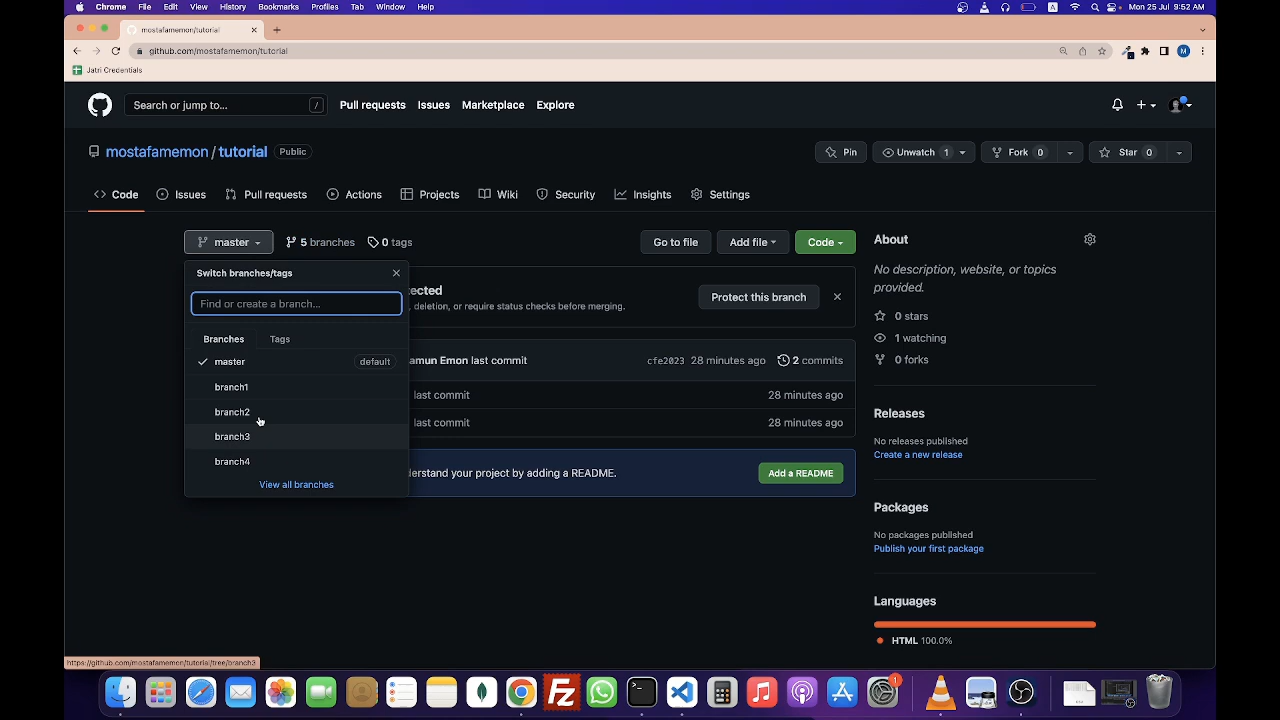 Chrome File Edit View History Bookmarks Profiles Tab Window Help A Mon 25 Jul 9:52 AM
mostafamemon/tutorial
github.com/mostafamemon/tutorial M
Jatri Credentials
Search or jump to... / Pull requests Issues Marketplace Explore
mostafamemon / tutorial Public Pin Unwatch 1 Fork 0 Star 0
<> Code Issues Pull requests Actions Projects Wiki Security Insights Settings
master 5 branches 0 tags Go to file Add file Code About
Switch branches/tags
No description, website, or topics
provided.
ected
, deletion, or require status checks before merging.
Protect this branch
Find or create a branch...
0 stars
Branches Tags
1 watching
master default
amun Emon last commit cfe2023 28 minutes ago 2 commits
0 forks
branch1
last commit 28 minutes ago
branch2
last commit 28 minutes ago
branch3
branch4
View all branches
derstand your project by adding a README. Add a README
Releases
No releases published
Create a new release
Packages
No packages published
Publish your first package
Languages
HTML 100.0%
https://github.com/mostafamemon/tutorial/tree/branch3
Fz 1